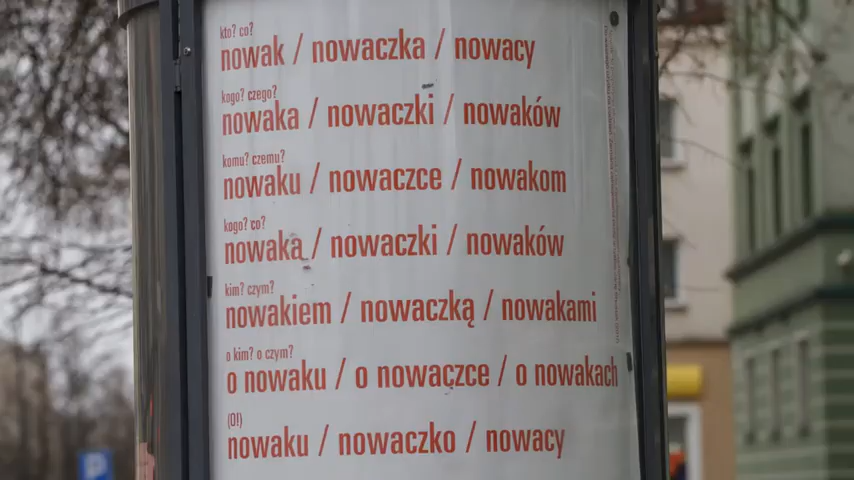 kto? co?
nowak / nowaczka / nowacy
kogo? czego?
nowaka / nowaczki / nowaków
komu? czemu?
nowaku / nowaczce / nowakom
kogo? co?
nowaka / nowaczki / nowaków
kim? czym?
nowakiem / nowaczką / nowakami
o kim? o czym?
o nowaku / o nowaczce / o nowakach
(O!)
nowaku / nowaczko / nowacy
P